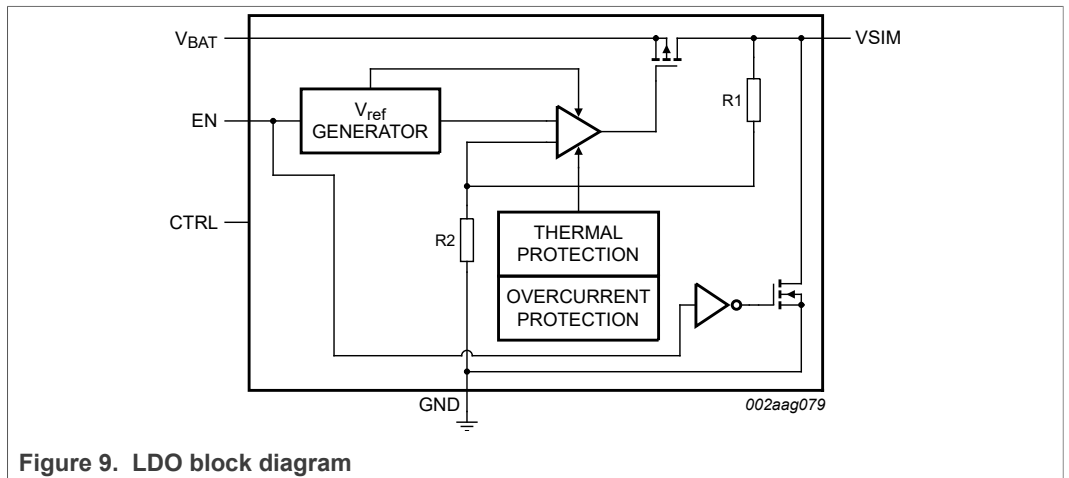 VBAT
VSIM
R1
EN
Vref
GENERATOR
CTRL
R2
THERMAL
PROTECTION
OVERCURRENT
PROTECTION
GND
002aag079
Figure 9. LDO block diagram